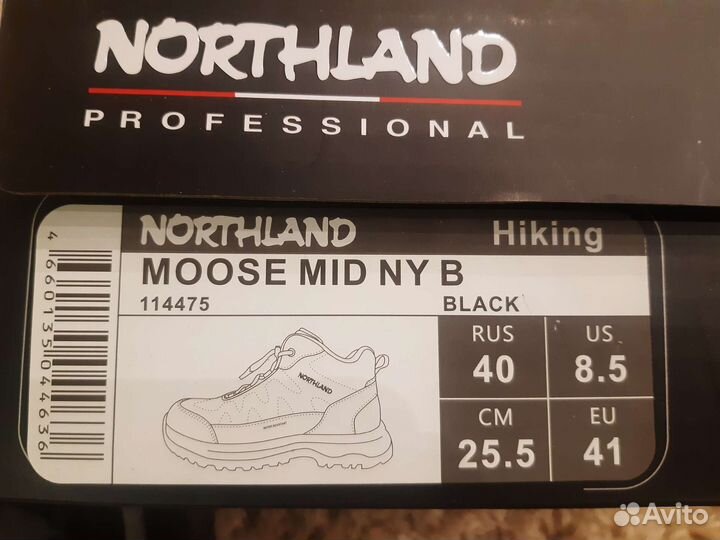 NORTHLAND
PROFESSIONAL
NORTHLAND Hiking
MOOSE MID NY B
114475 BLACK
RUS US
40 8.5
CM EU
25.5 41
NORTHLAND
4660135044636
Avito